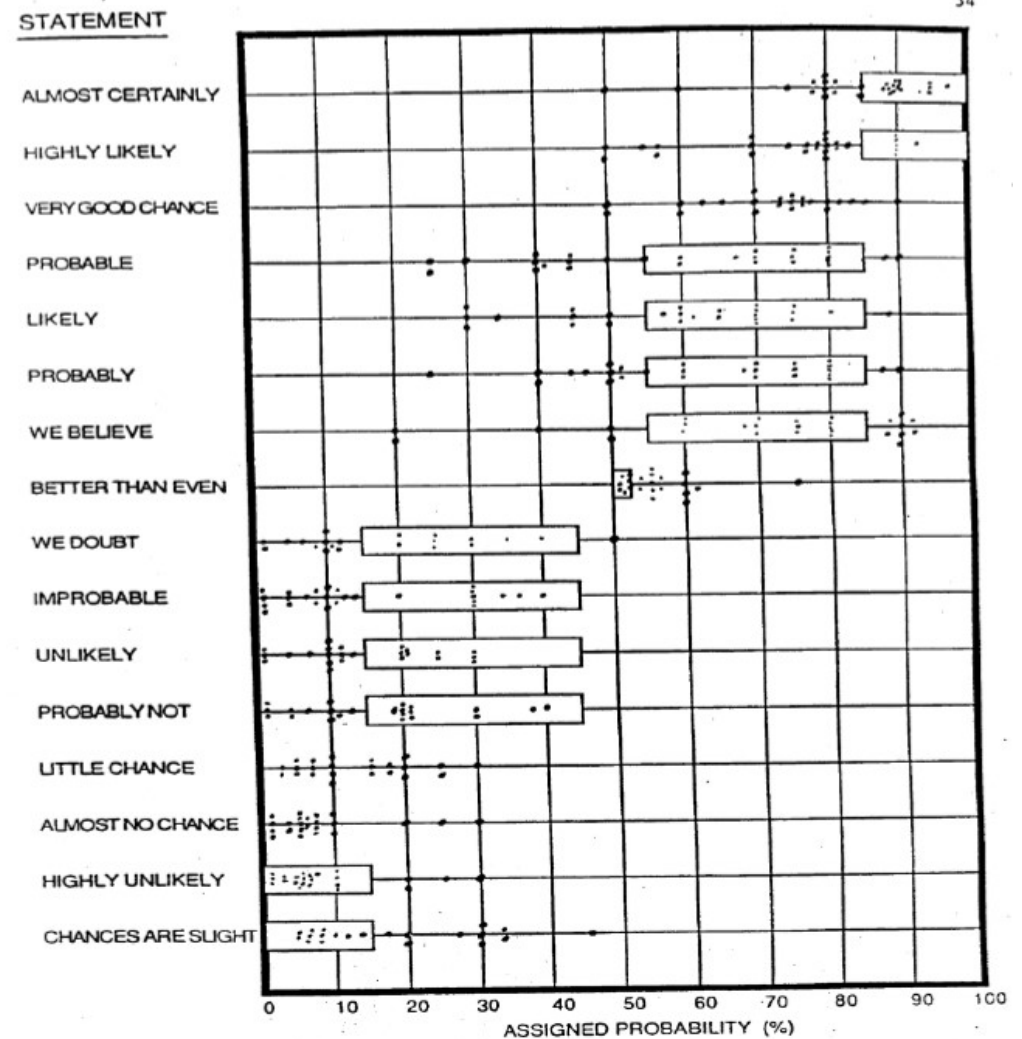 34
STATEMENT
ALMOST CERTAINLY
HIGHLY LIKELY
VERY GOOD CHANCE
PROBABLE
LIKELY
PROBABLY
WE BELIEVE
BETTER THAN EVEN
WE DOUBT
IMPROBABLE
UNLIKELY
PROBABLY NOT
LITTLE CHANCE
ALMOST NO CHANCE
HIGHLY UNLIKELY
CHANCES ARE SLIGHT
0 10 20 30 40 50 60 70 80 90 100
ASSIGNED PROBABILITY (%)